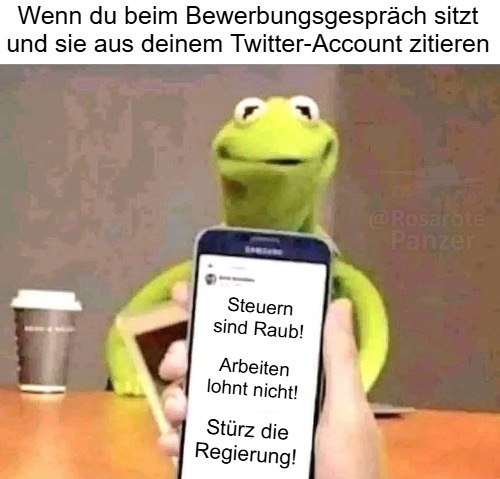 Wenn du beim Bewerbungsgespräch sitzt
und sie aus deinem Twitter-Account zitieren
@Rosarote
Panzer
SAMSUNG
Steuern
sind Raub!
Arbeiten
lohnt nicht!
Stürz die
Regierung!